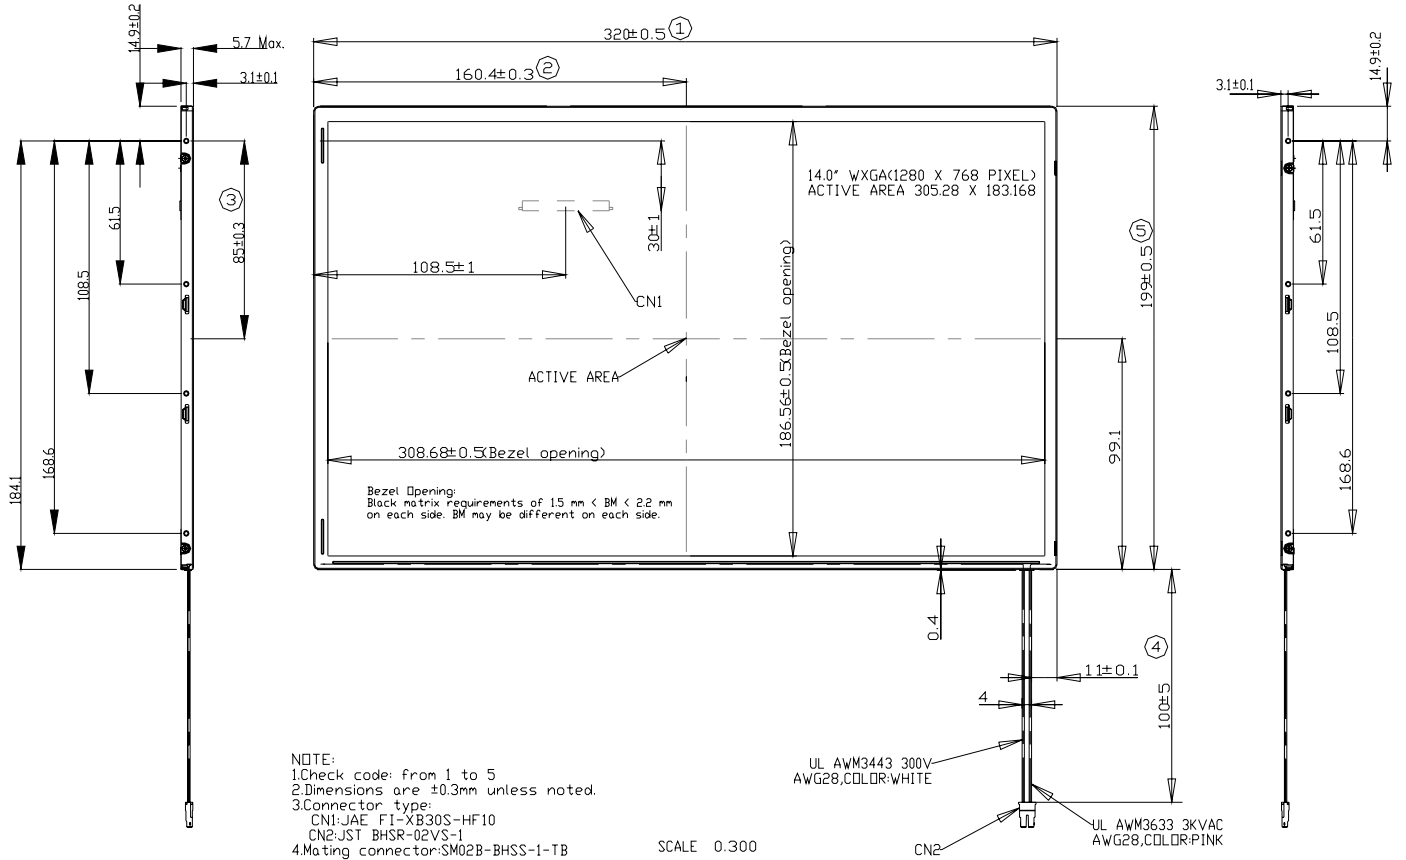 14.9±0.2
5.7 Max.
3.1±0.1
320±0.5 1
160.4±0.3 2
3.1±0.1
14.9±0.2
14.0" WXGA(1280 X 768 PIXEL)
ACTIVE AREA 305.28 X 183.168
3
85±0.3
61.5
108.5
168.6
184.1
30±1
108.5±1
CN1
ACTIVE AREA
186.56±0.5(Bezel opening)
308.68±0.5(Bezel opening)
Bezel Opening:
Black matrix requirements of 1.5 mm < BM < 2.2 mm
on each side. BM may be different on each side.
5
199±0.5
99.1
61.5
108.5
168.6
0.4
4
11±0.1
4
100±5
UL AWM3443 300V
AWG28,COLOR:WHITE
UL AWM3633 3KVAC
AWG28,COLOR:PINK
CN2
NOTE:
1.Check code: from 1 to 5
2.Dimensions are ±0.3mm unless noted.
3.Connector type:
CN1:JAE FI-XB30S-HF10
CN2:JST BHSR-02VS-1
4.Mating connector:SM02B-BHSS-1-TB
SCALE 0.300